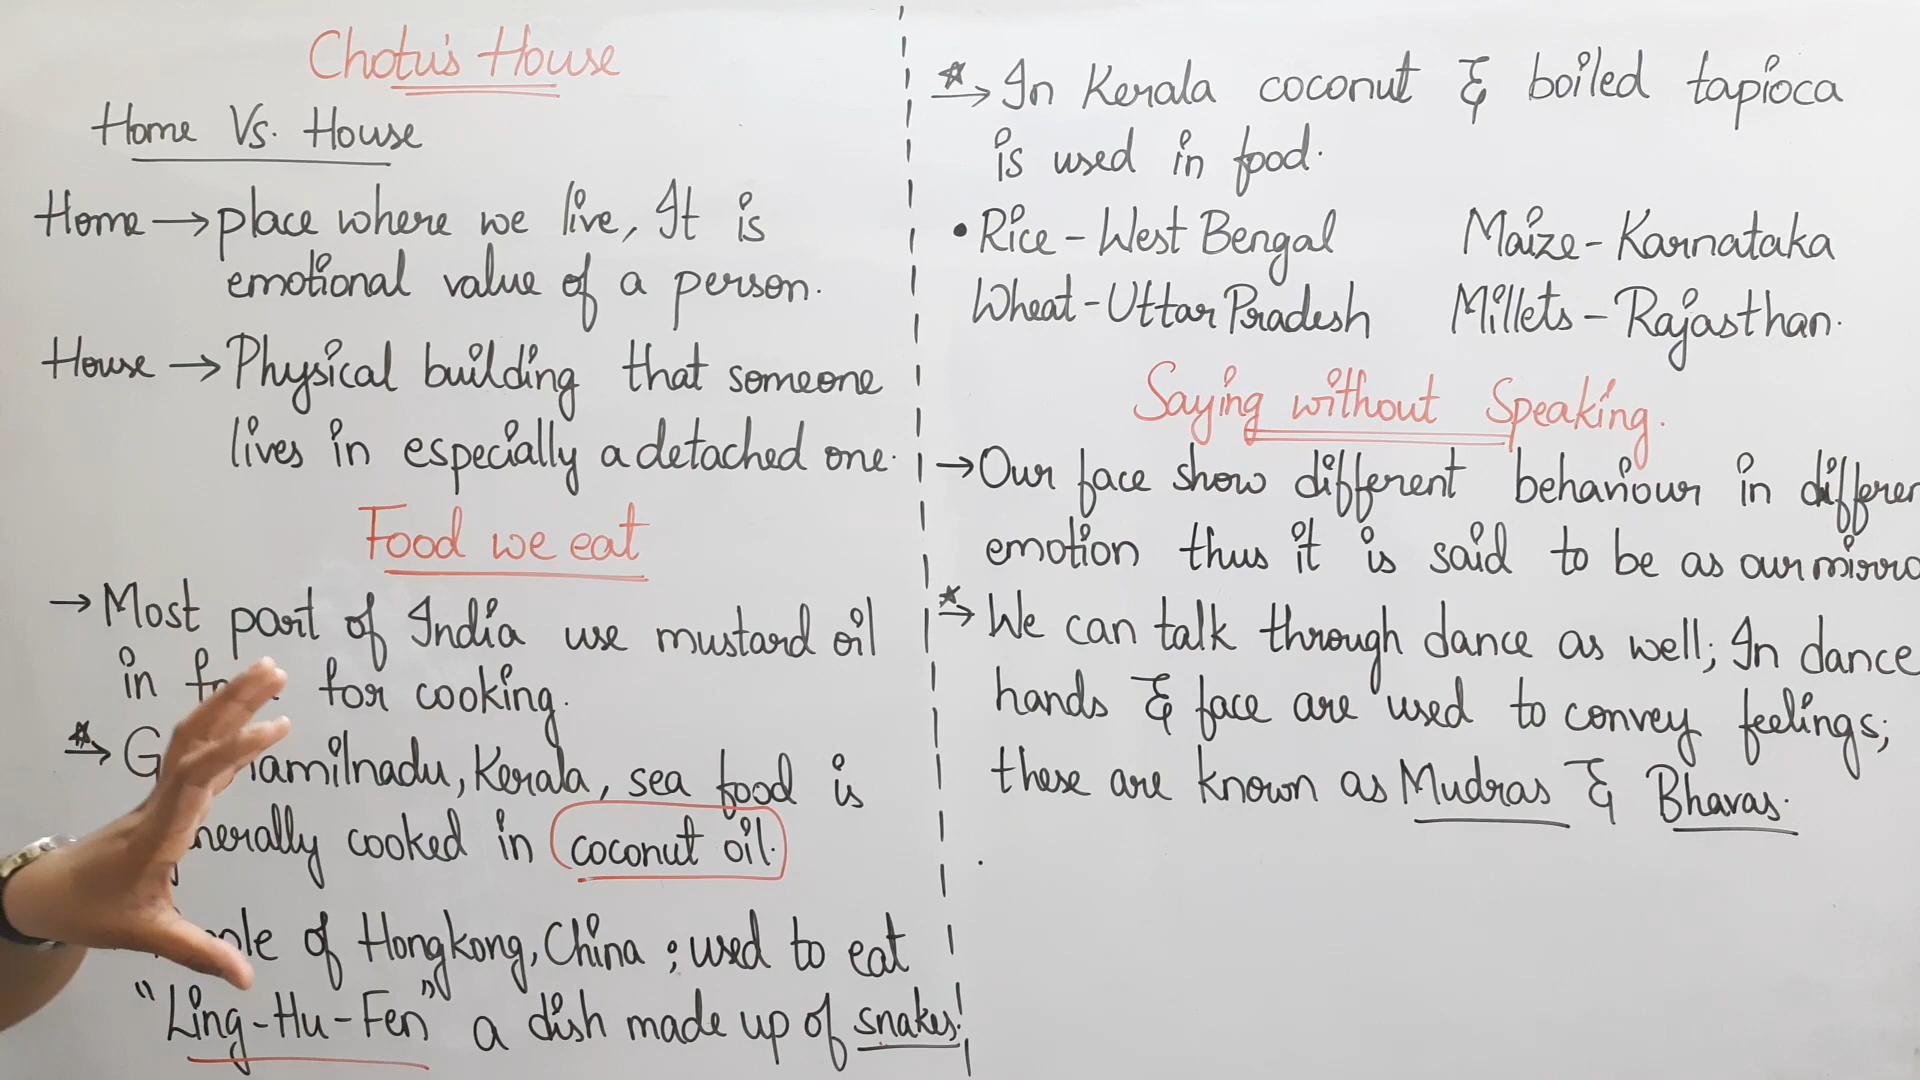 Chotu's House
Home Vs. House
Home → place where we live, It is
emotional value of a person.
House → Physical building that someone
lives in especially a detached one.
Food we eat
→ Most part of India use mustard oil
in for cooking.
→ Tamilnadu, Kerala, sea food is
cooked in coconut oil.
of Hongkong, China ; used to eat
"Ling-Hu-Fen" a dish made up of snakes!
→ In Kerala coconut & boiled tapioca
is used in food.
• Rice - West Bengal Maize - Karnataka
Wheat - Uttar Pradesh Millets - Rajasthan.
Saying without Speaking.
→ Our face show different behaviour in differen
emotion thus it is said to be as our mirro
→ We can talk through dance as well; In dance
hands & face are used to convey feelings;
these are known as Mudras & Bhavas.